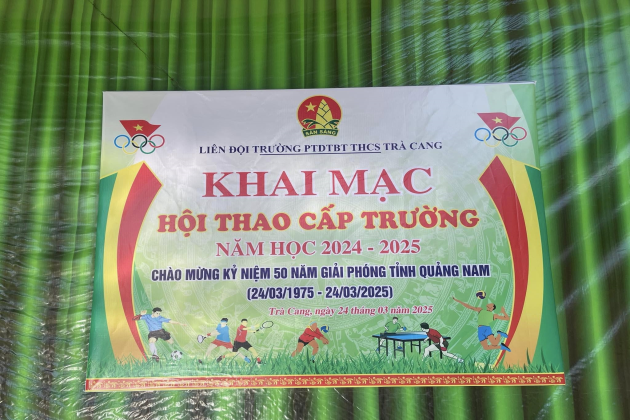 SẴN SÀNG
LIÊN ĐỘI TRƯỜNG PTDTBT THCS TRÀ CANG
KHAI MẠC
HỘI THAO CẤP TRƯỜNG
NĂM HỌC 2024 - 2025
CHÀO MỪNG KỶ NIỆM 50 NĂM GIẢI PHÓNG TỈNH QUẢNG NAM
(24/03/1975 - 24/03/2025)
Trà Cang, ngày 24 tháng 03 năm 2025